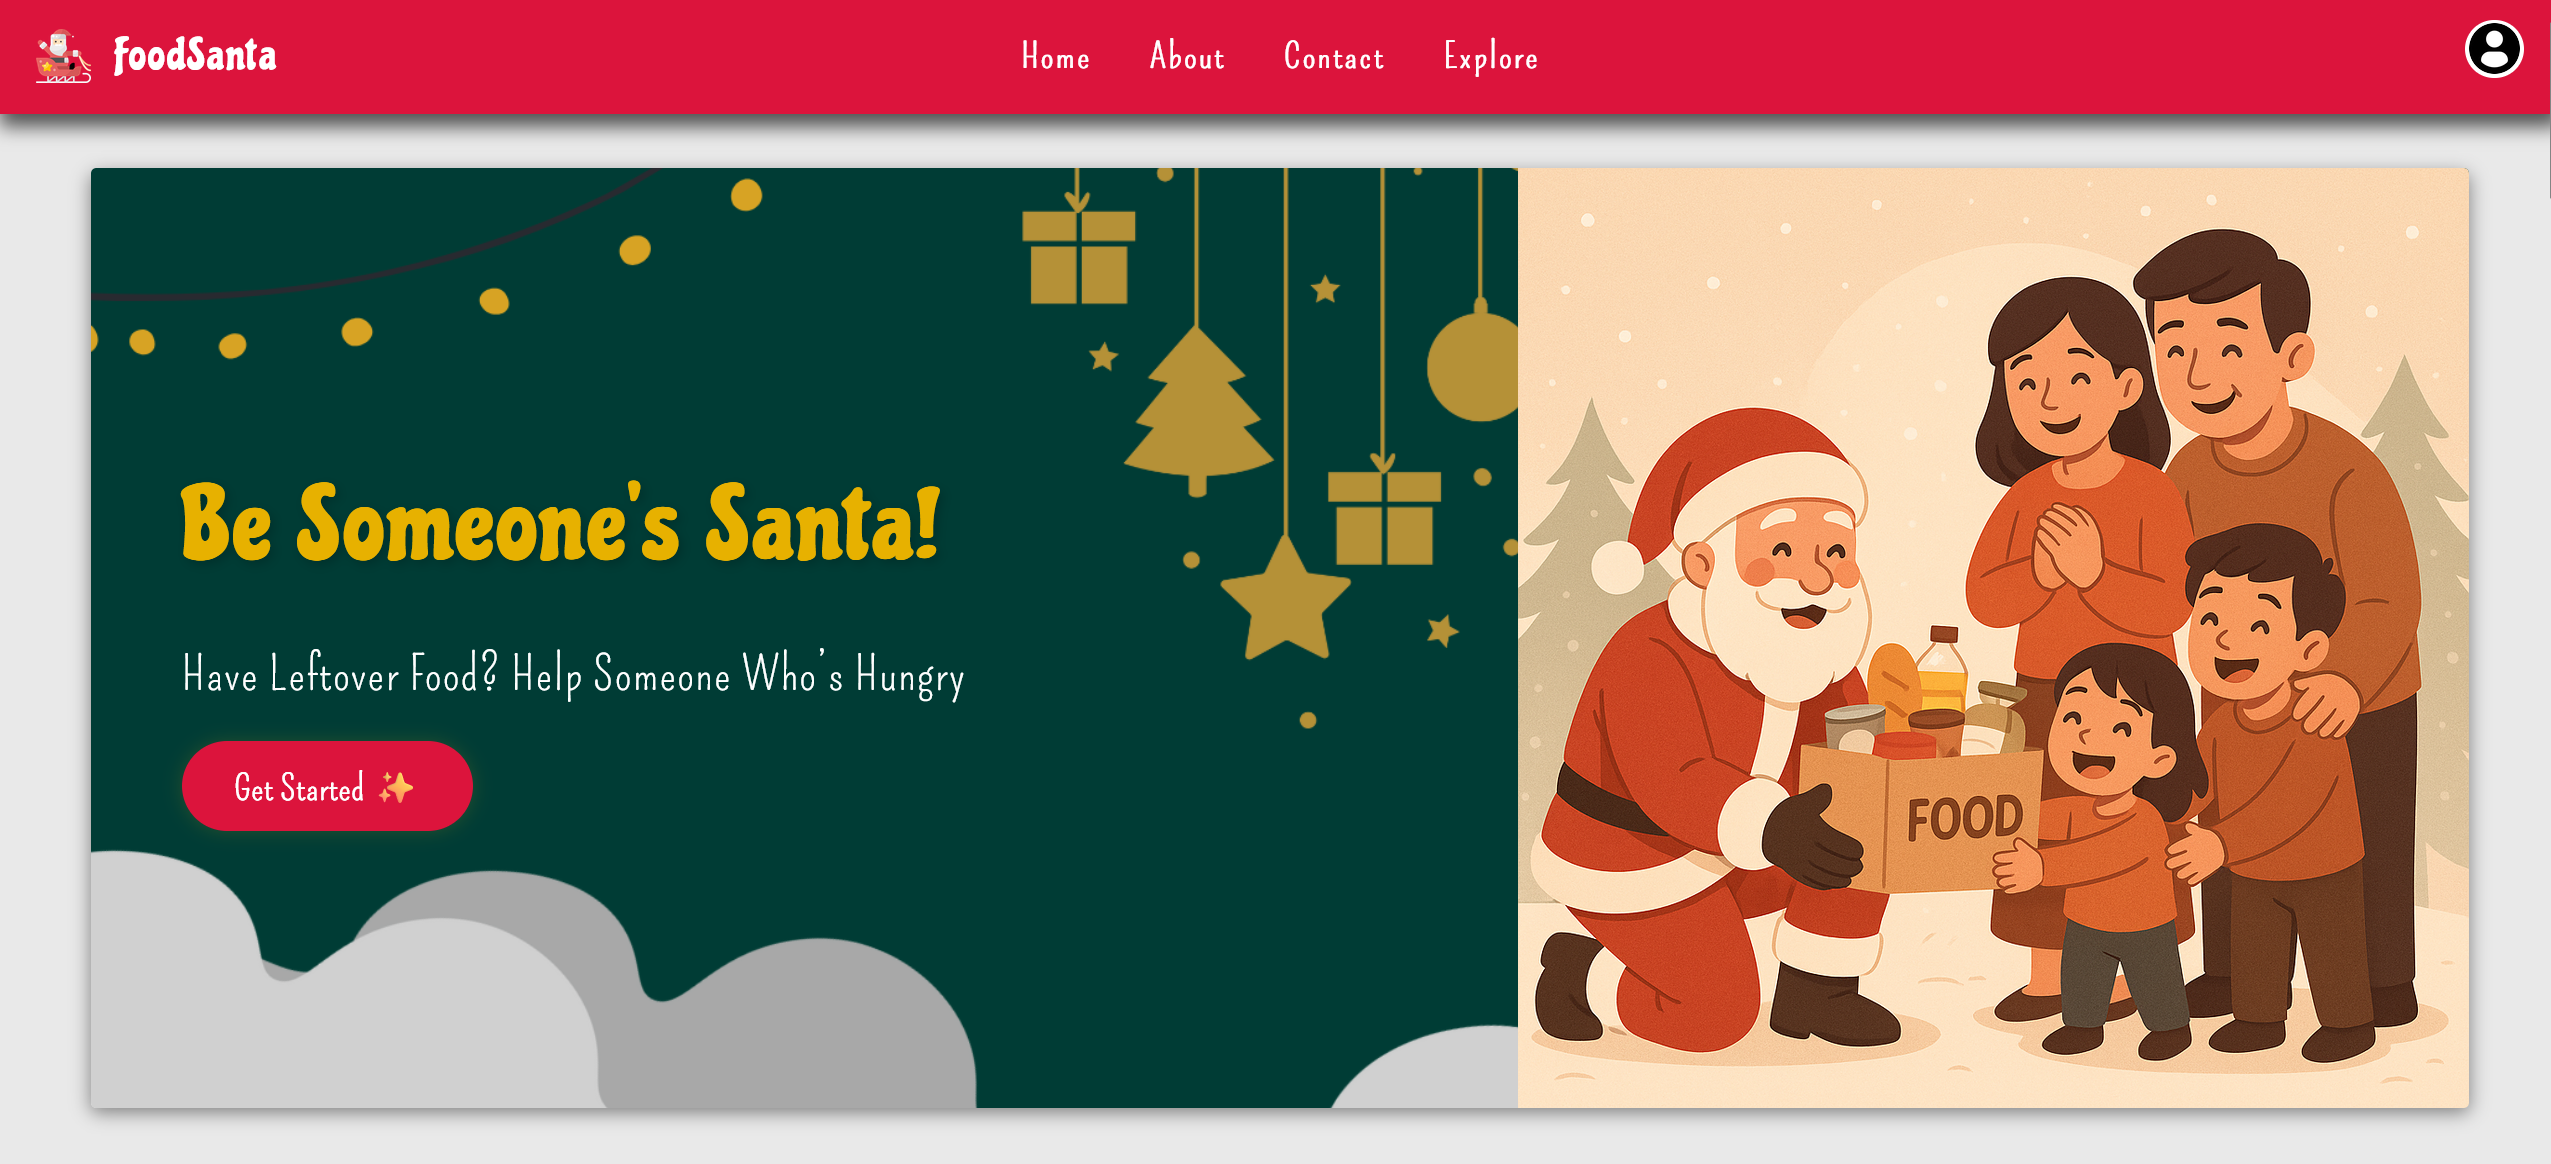 FoodSanta
Home About Contact Explore
Be Someone's Santa!
Have Leftover Food? Help Someone Who's Hungry
Get Started ✨
FOOD